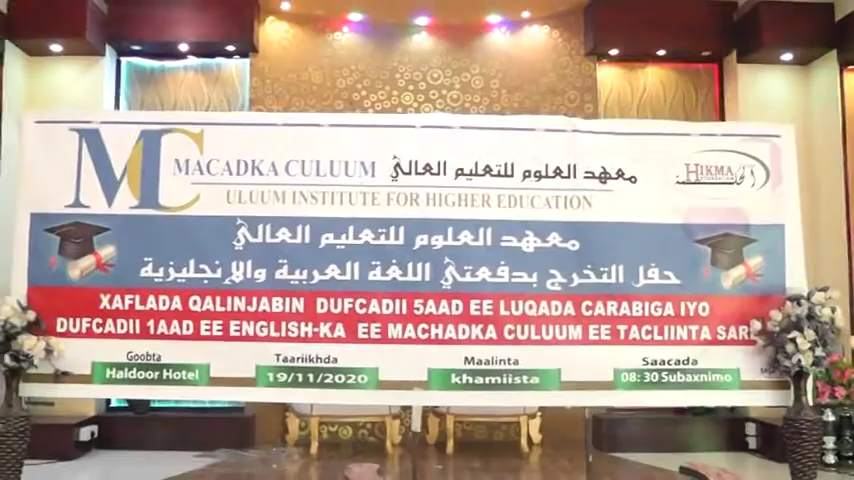 MC
MACADKA CULUUM معهد العلوم للتعليم العالي
ULUUM INSTITUTE FOR HIGHER EDUCATION
HIKMA
معهد العلوم للتعليم العالي
حفل التخرج بدفعتي اللغة العربية والإنجليزية
XAFLADA QALINJABIN DUFCADII 5AAD EE LUQADA CARABIGA IYO
DUFCADII 1AAD EE ENGLISH-KA EE MACHADKA CULUUM EE TACLIINTA SARE
Goobta Taariikhda Maalinta Saacada
Haldoor Hotel 19/11/2020 khamiista 08:30 Subaxnimo